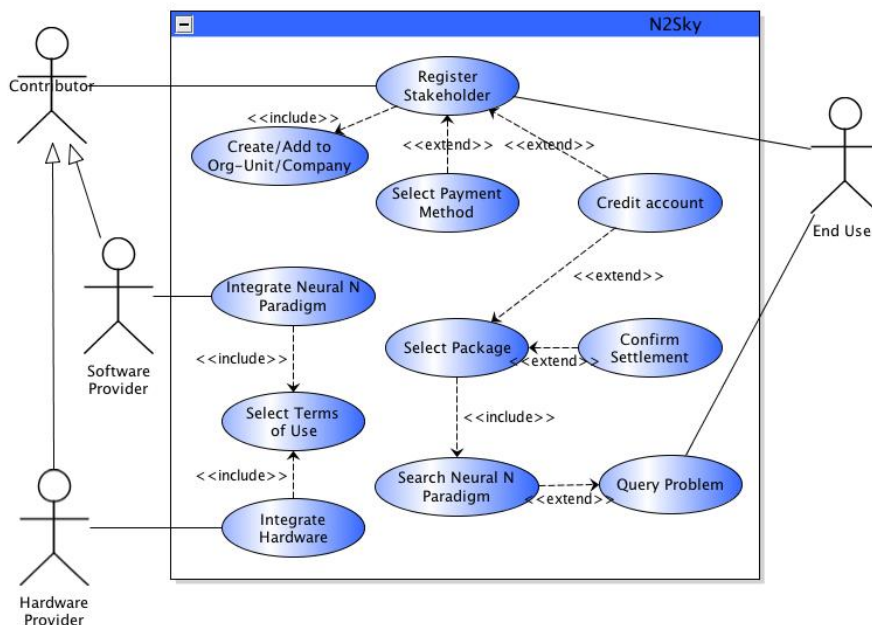 N2Sky
Contributor
Register
Stakeholder
<<include>>
<<extend>>
<<extend>>
Create/Add to
Org-Unit/Company
Select Payment
Method
Credit account
End Use
Integrate Neural N
Paradigm
<<extend>>
Software
Provider
<<include>>
Select Package
<<extend>>
Confirm
Settlement
Select Terms
of Use
<<include>>
<<include>>
Search Neural N
Paradigm
<<extend>>
Query Problem
Integrate
Hardware
Hardware
Provider